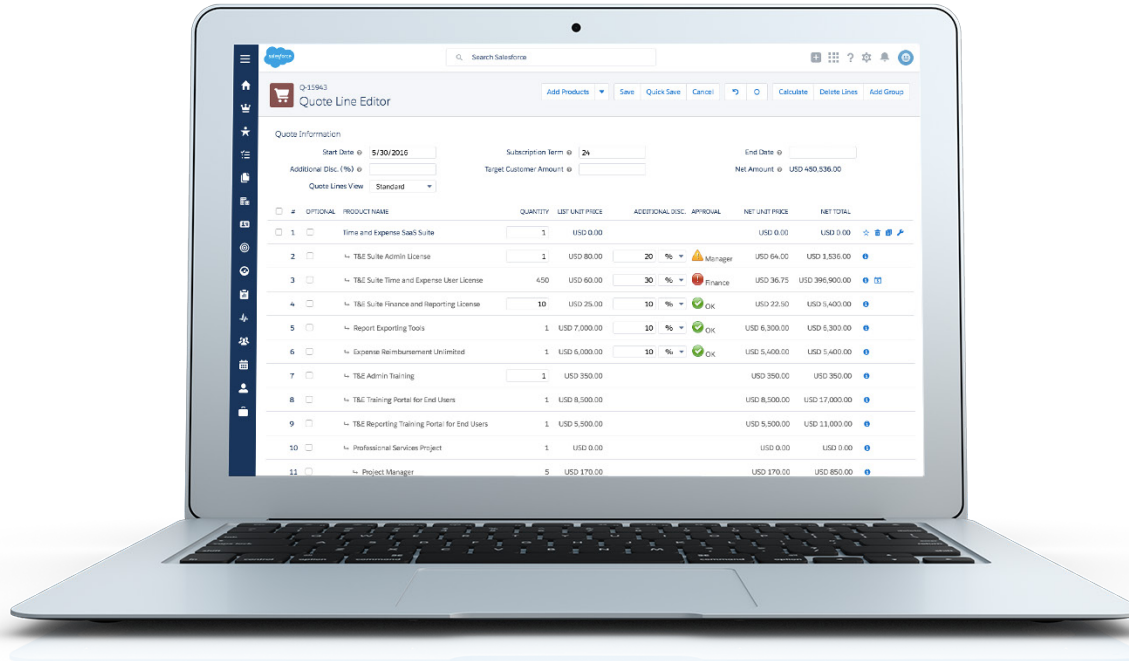 salesforce
Search Salesforce
?
Q-15943
Quote Line Editor
Add Products Save Quick Save Cancel Calculate Delete Lines Add Group
Quote Information
Start Date 5/30/2016 Subscription Term 24 End Date
Additional Disc. (%) Target Customer Amount Net Amount USD 450,536.00
Quote Lines View Standard
# OPTIONAL PRODUCT NAME QUANTITY LIST UNIT PRICE ADDITIONAL DISC. APPROVAL NET UNIT PRICE NET TOTAL
1 Time and Expense SaaS Suite 1 USD 0.00 USD 0.00 USD 0.00
2 T&E Suite Admin License 1 USD 80.00 20 % Manager USD 64.00 USD 1,536.00
3 T&E Suite Time and Expense User License 450 USD 60.00 30 % Finance USD 36.75 USD 396,900.00
4 T&E Suite Finance and Reporting License 10 USD 25.00 10 % OK USD 22.50 USD 5,400.00
5 Report Exporting Tools 1 USD 7,000.00 10 % OK USD 6,300.00 USD 6,300.00
6 Expense Reimbursement Unlimited 1 USD 6,000.00 10 % OK USD 5,400.00 USD 5,400.00
7 T&E Admin Training 1 USD 350.00 USD 350.00 USD 350.00
8 T&E Training Portal for End Users 1 USD 8,500.00 USD 8,500.00 USD 17,000.00
9 T&E Reporting Training Portal for End Users 1 USD 5,500.00 USD 5,500.00 USD 11,000.00
10 Professional Services Project 1 USD 0.00 USD 0.00 USD 0.00
11 Project Manager 5 USD 170.00 USD 170.00 USD 850.00